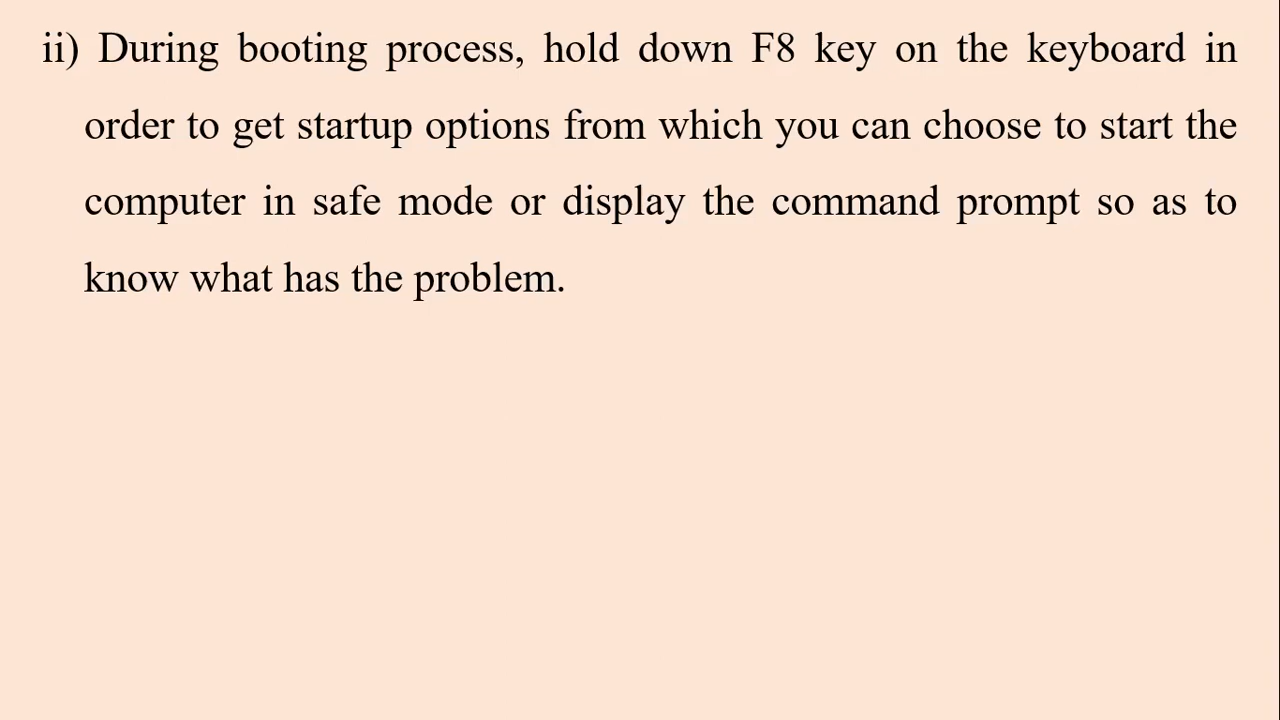 ii) During booting process, hold down F8 key on the keyboard in
order to get startup options from which you can choose to start the
computer in safe mode or display the command prompt so as to
know what has the problem.